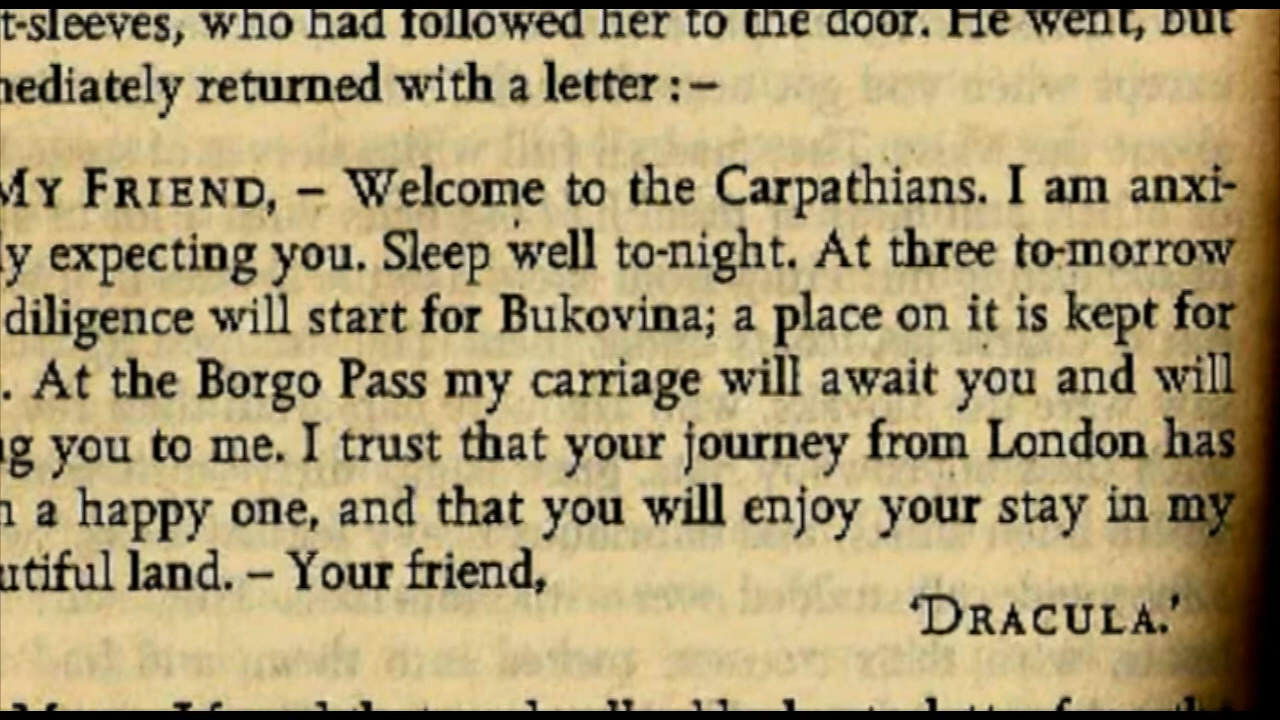 t-sleeves, who had followed her to the door. He went, but
mediately returned with a letter :–
MY FRIEND, – Welcome to the Carpathians. I am anxi-
ly expecting you. Sleep well to-night. At three to-morrow
diligence will start for Bukovina; a place on it is kept for
. At the Borgo Pass my carriage will await you and will
ng you to me. I trust that your journey from London has
n a happy one, and that you will enjoy your stay in my
utiful land. – Your friend,
'DRACULA.'